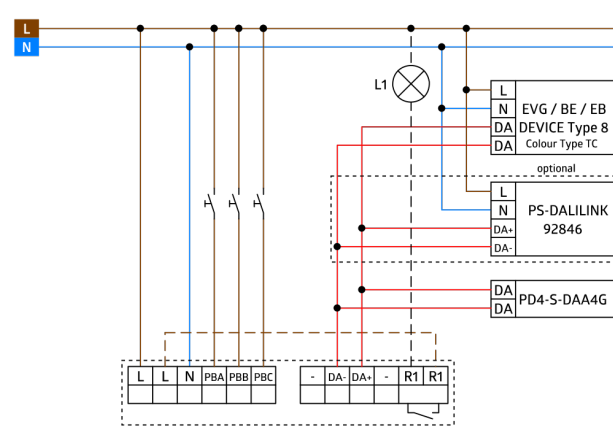 L
N
L1
L
N EVG / BE / EB
DA DEVICE Type 8
DA Colour Type TC
optional
L
N PS-DALILINK
DA+ 92846
DA-
DA
DA PD4-S-DAA4G
L L N PBA PBB PBC - DA- DA+ - R1 R1